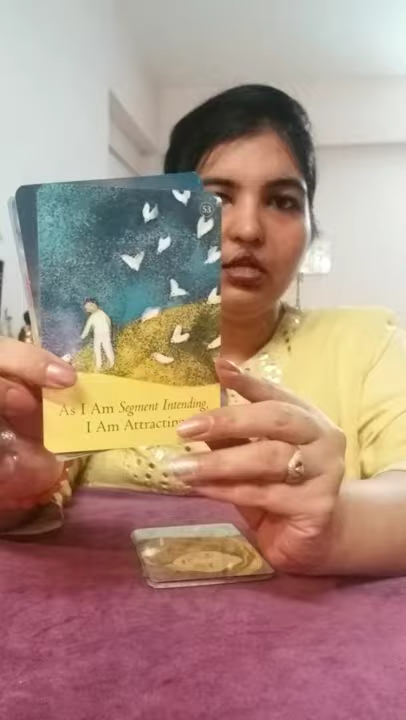 53
As I Am Segment Intending,
I Am Attracting